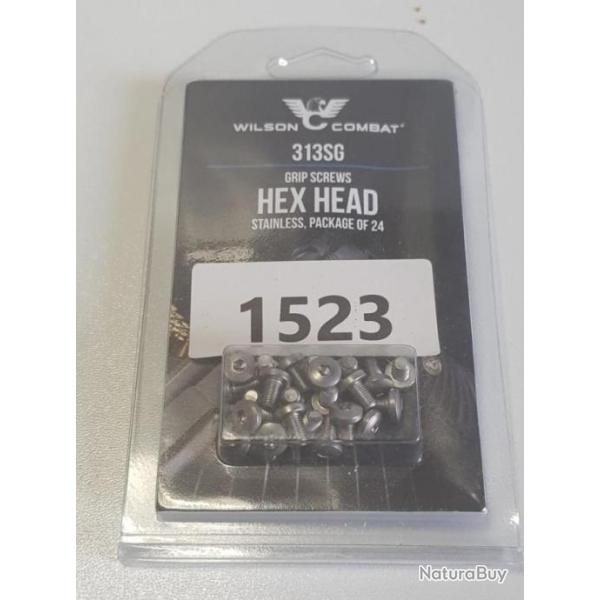 WILSON COMBAT®
313SG
GRIP SCREWS
HEX HEAD
STAINLESS, PACKAGE OF 24
1523
NaturaBuy